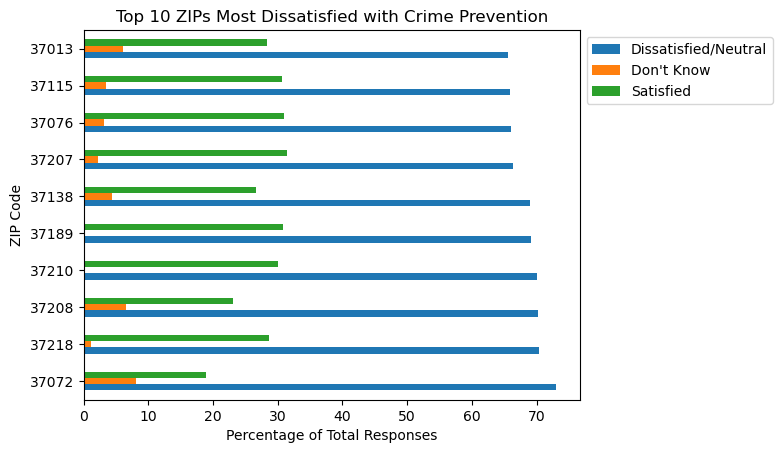 Top 10 ZIPs Most Dissatisfied with Crime Prevention
ZIP Code
37013
37115
37076
37207
37138
37189
37210
37208
37218
37072
0 10 20 30 40 50 60 70
Percentage of Total Responses
Dissatisfied/Neutral
Don't Know
Satisfied